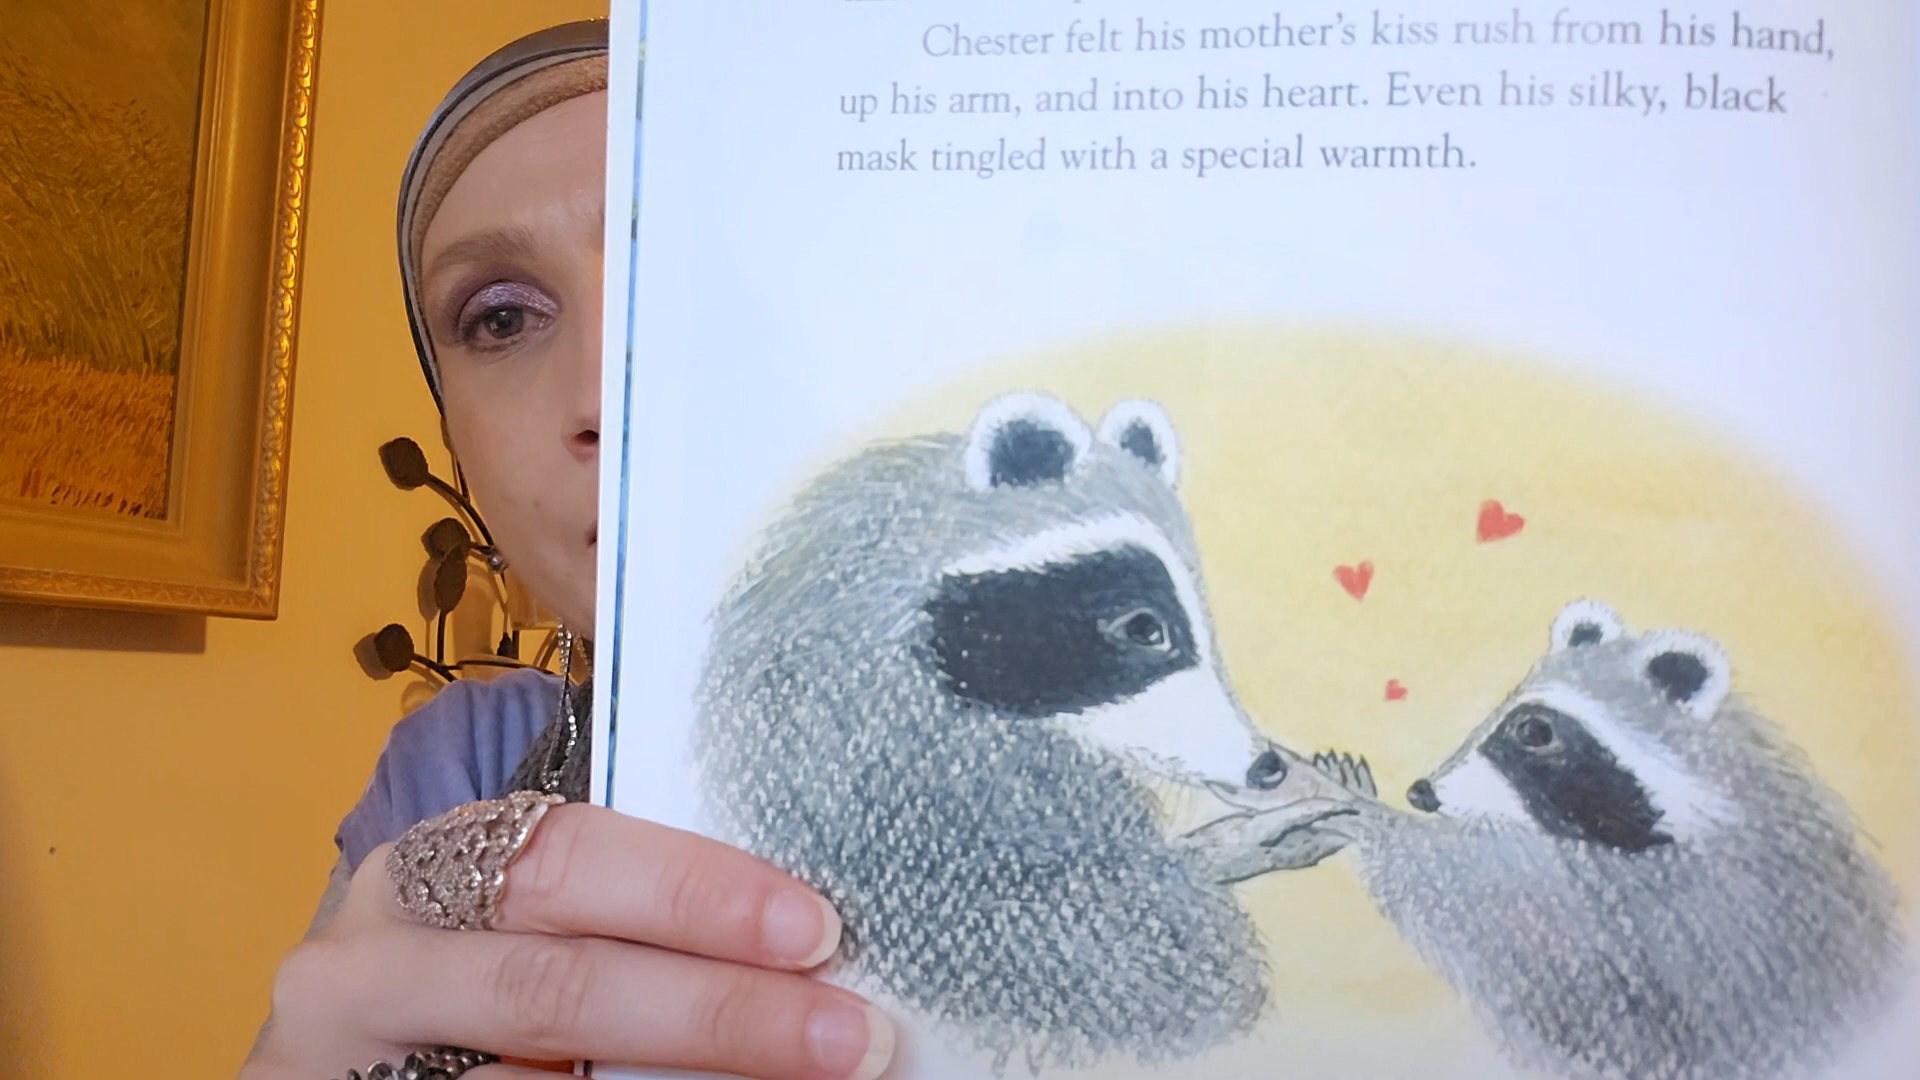 Chester felt his mother's kiss rush from his hand,
up his arm, and into his heart. Even his silky, black
mask tingled with a special warmth.